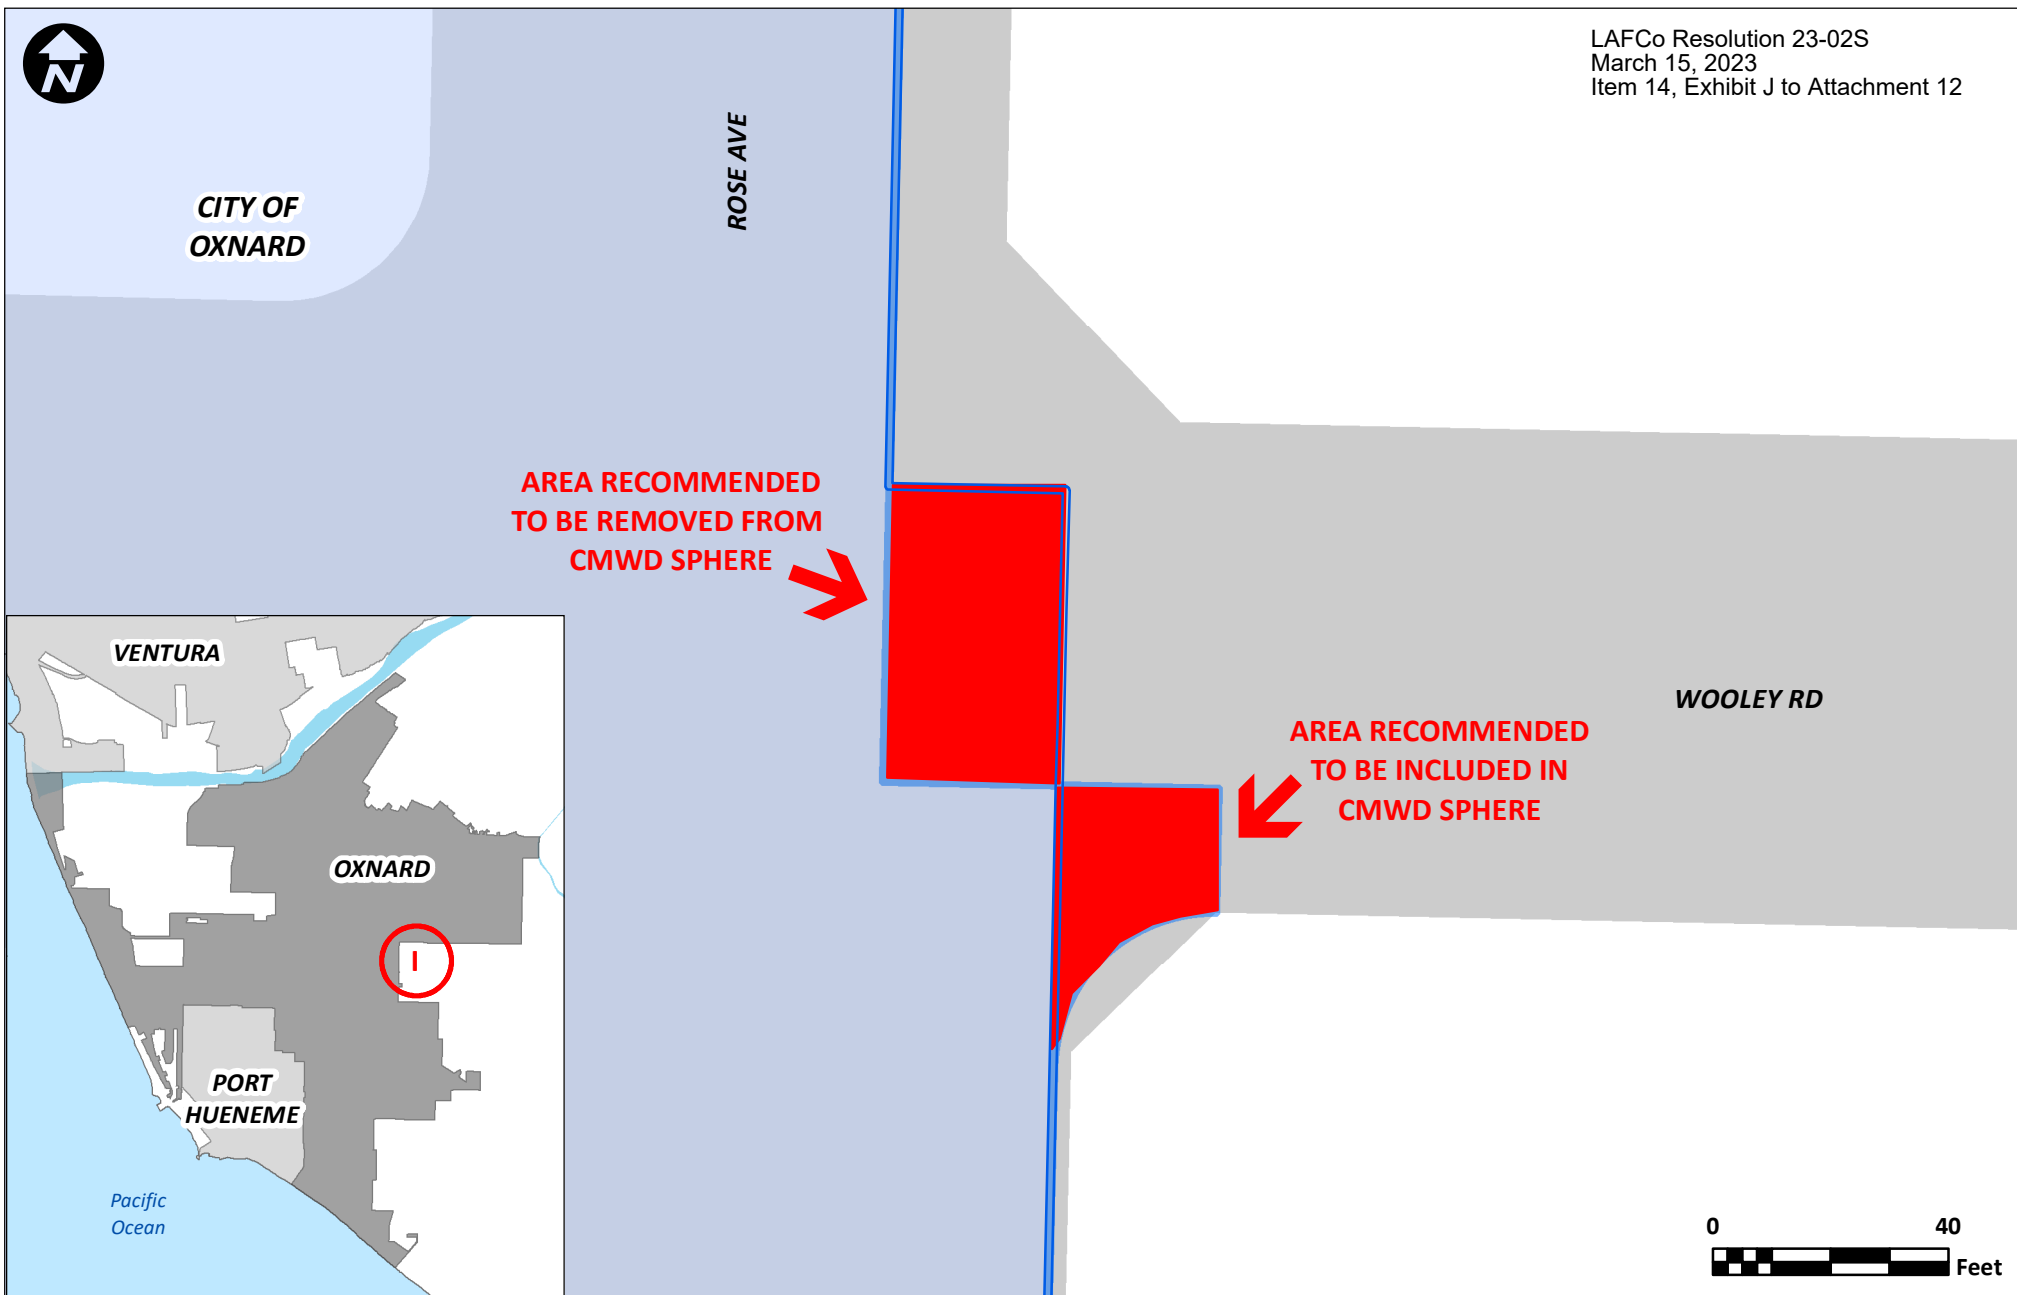 N
LAFCo Resolution 23-02S
March 15, 2023
Item 14, Exhibit J to Attachment 12
CITY OF
OXNARD
ROSE AVE
AREA RECOMMENDED
TO BE REMOVED FROM
CMWD SPHERE
WOOLEY RD
AREA RECOMMENDED
TO BE INCLUDED IN
CMWD SPHERE
VENTURA
OXNARD
I
PORT
HUENEME
Pacific
Ocean
0 40
Feet